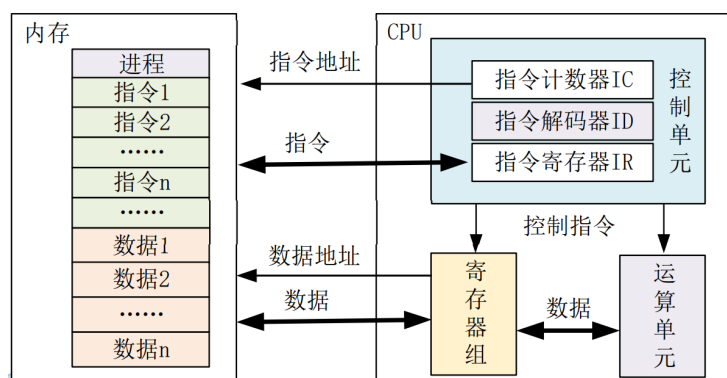 内存
进程
指令1
指令2
……
指令n
……
数据1
数据2
……
数据n
指令地址
指令
数据地址
数据
CPU
指令计数器IC
指令解码器ID
指令寄存器IR
控制单元
控制指令
寄存器组
数据
运算单元